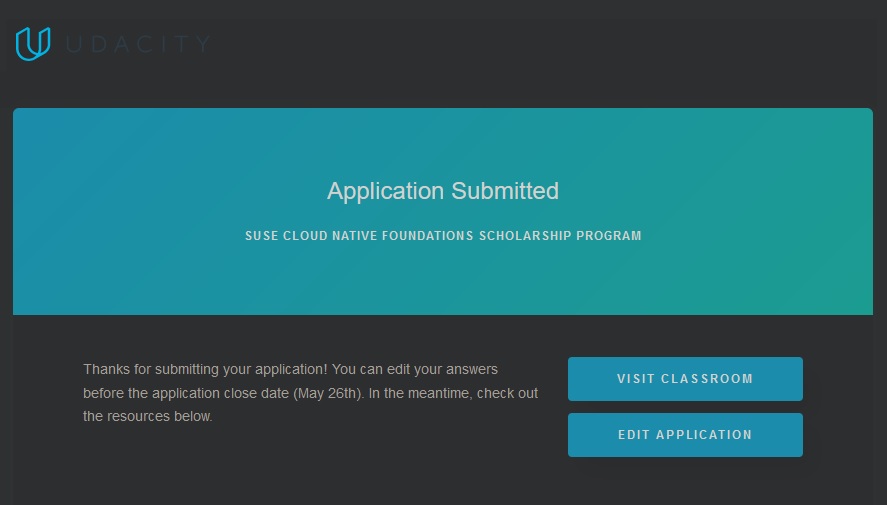 UDACITY
Application Submitted
SUSE CLOUD NATIVE FOUNDATIONS SCHOLARSHIP PROGRAM
Thanks for submitting your application! You can edit your answers
before the application close date (May 26th). In the meantime, check out
the resources below.
VISIT CLASSROOM
EDIT APPLICATION